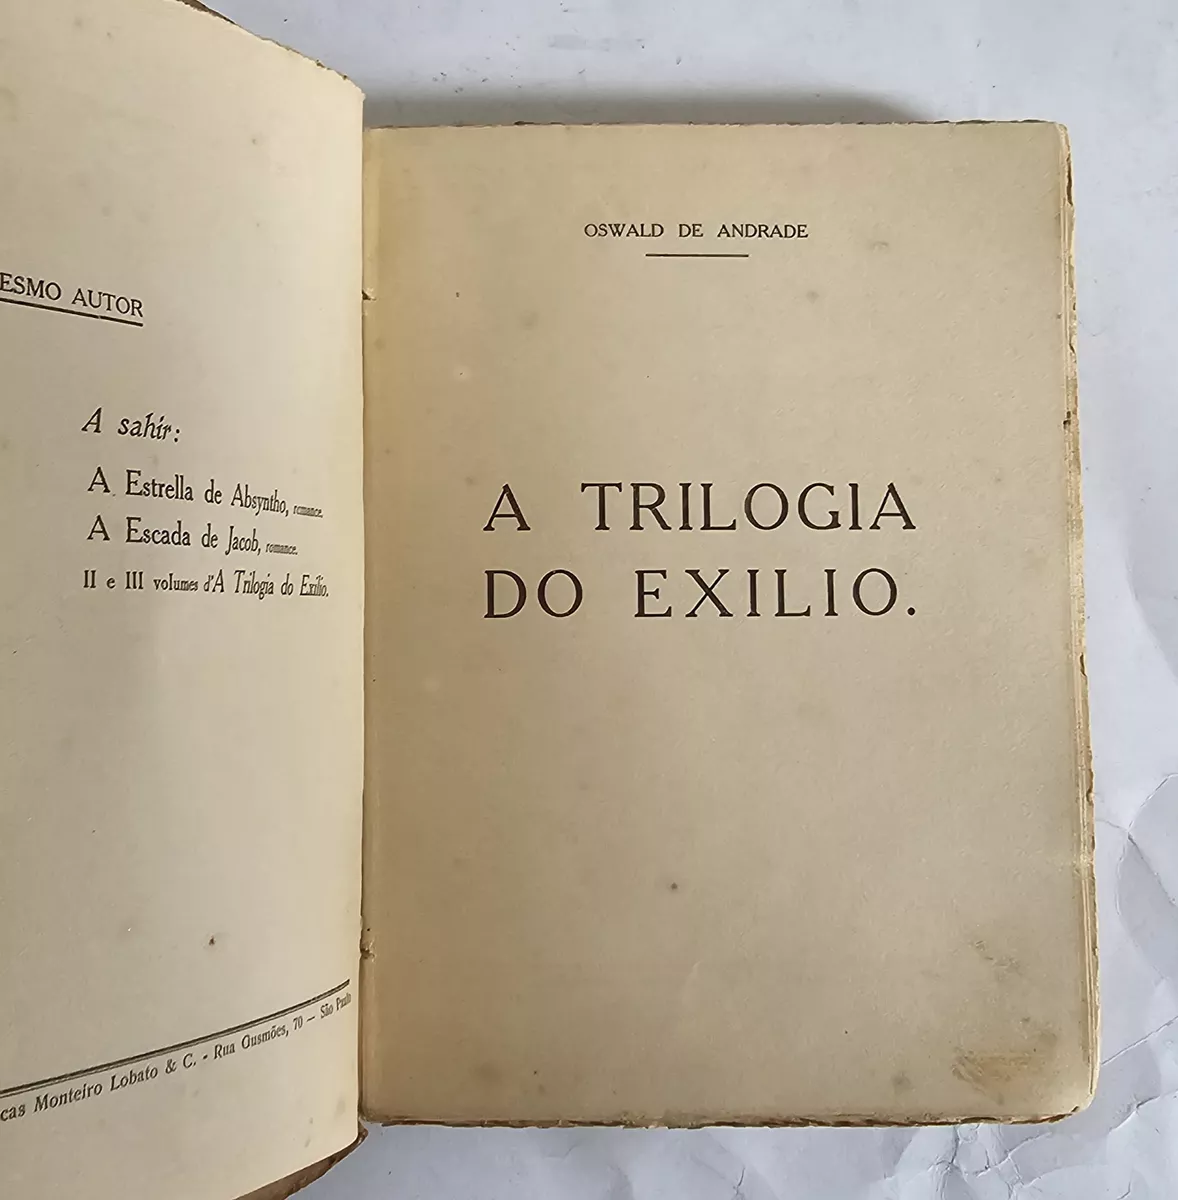 ESMO AUTOR
A sahir:
A Estrella de Absyntho, romance.
A Escada de Jacob, romance.
II e III volumes d'A Trilogia do Exilio.
cas Monteiro Lobato & C. - Rua Gusmões, 70 — São Paulo
OSWALD DE ANDRADE
A TRILOGIA
DO EXILIO.